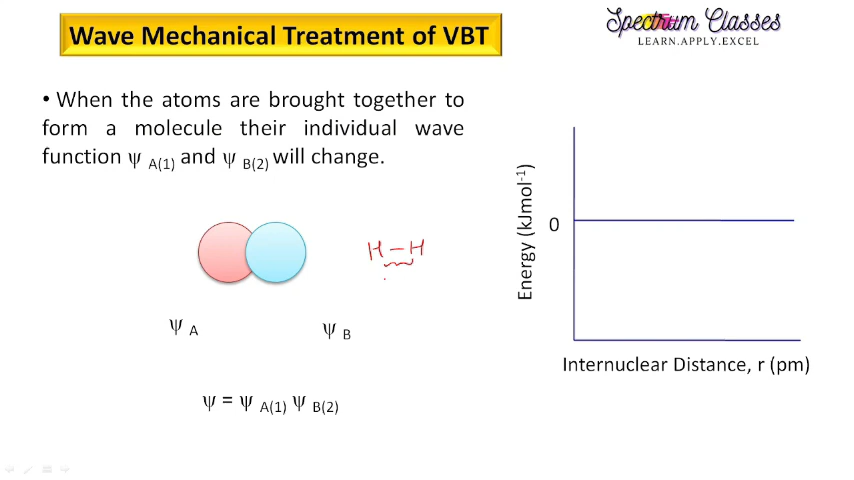 Wave Mechanical Treatment of VBT
Spectrum Classes
LEARN.APPLY.EXCEL
• When the atoms are brought together to
form a molecule their individual wave
function ψ A(1) and ψ B(2) will change.
H – H
ψ A
ψ B
ψ = ψ A(1) ψ B(2)
Energy (kJmol-1)
0
Internuclear Distance, r (pm)